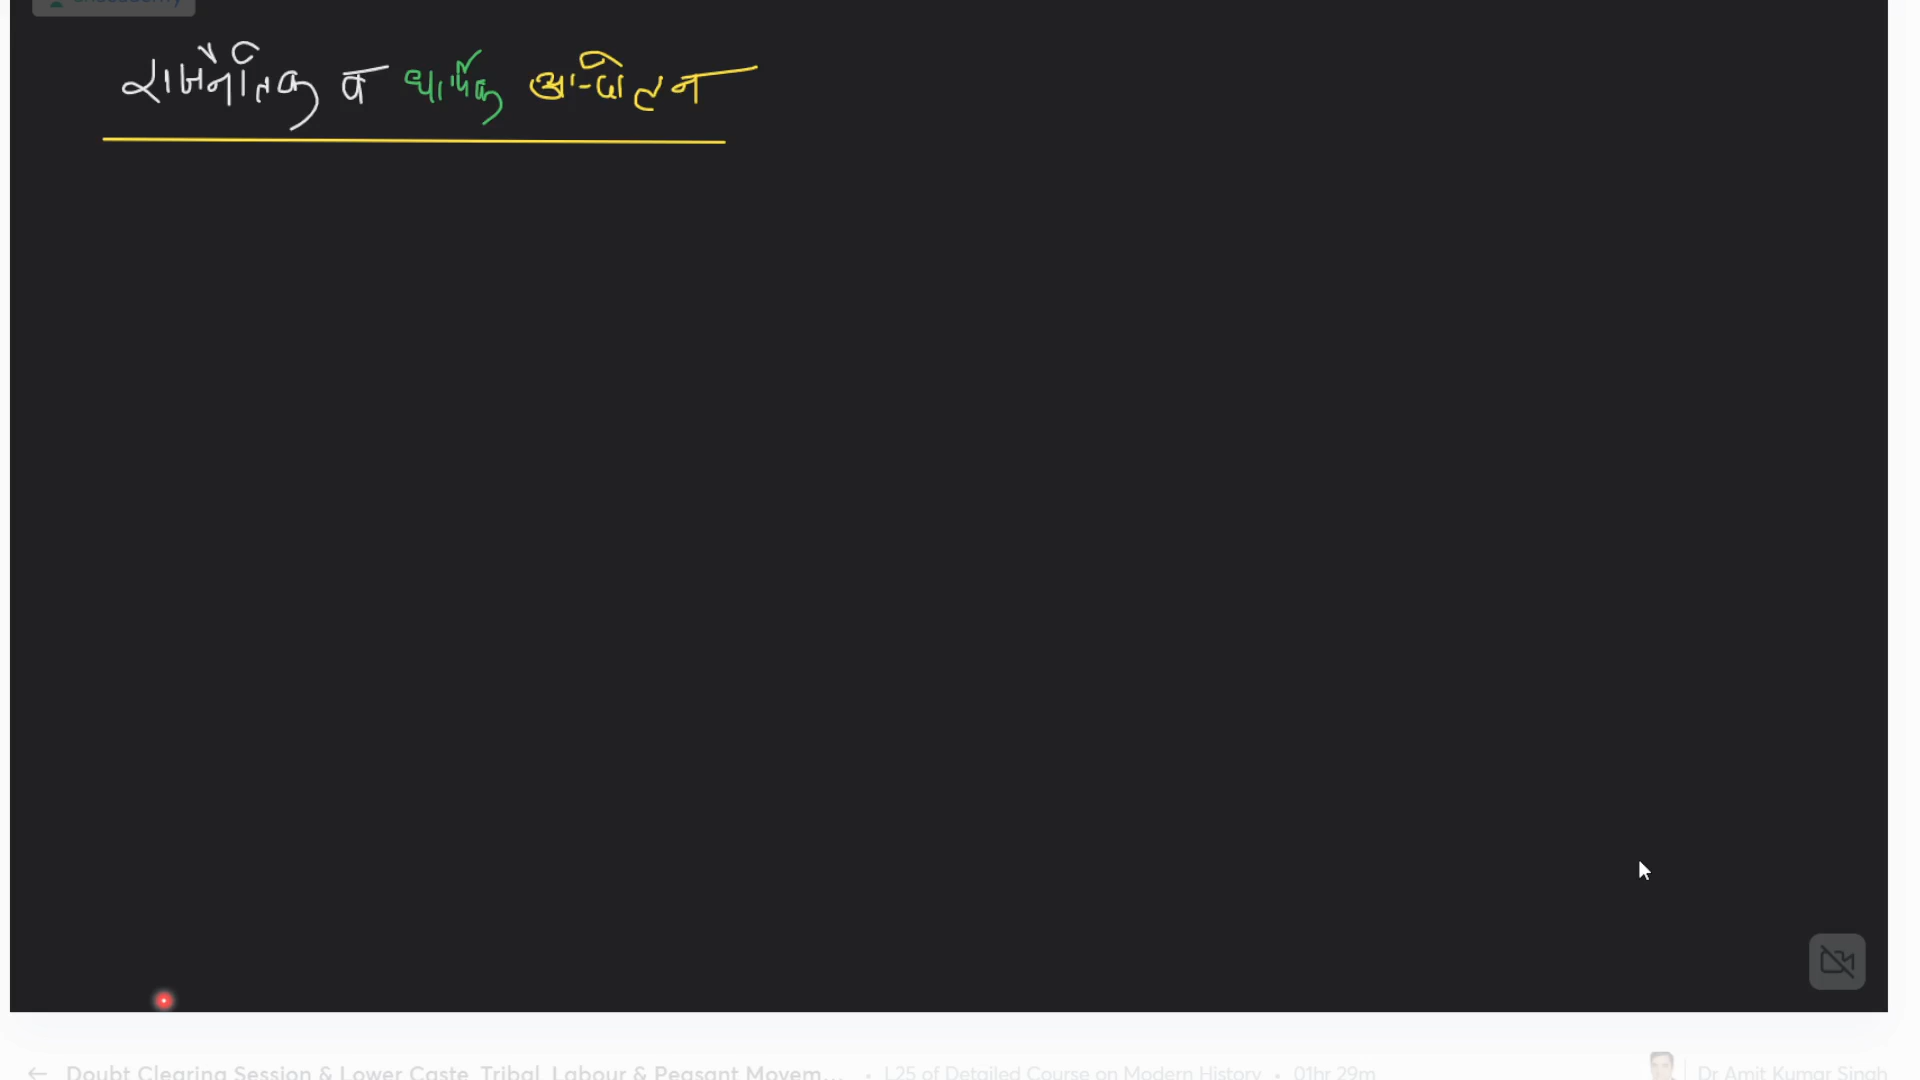 राजनैतिक व धार्मिक आन्दोलन
Doubt Clearing Session & Lower Caste, Tribal, Labour & Peasant Movem... • L25 of Detailed Course on Modern History • 01hr 29m
Dr Amit Kumar Singh